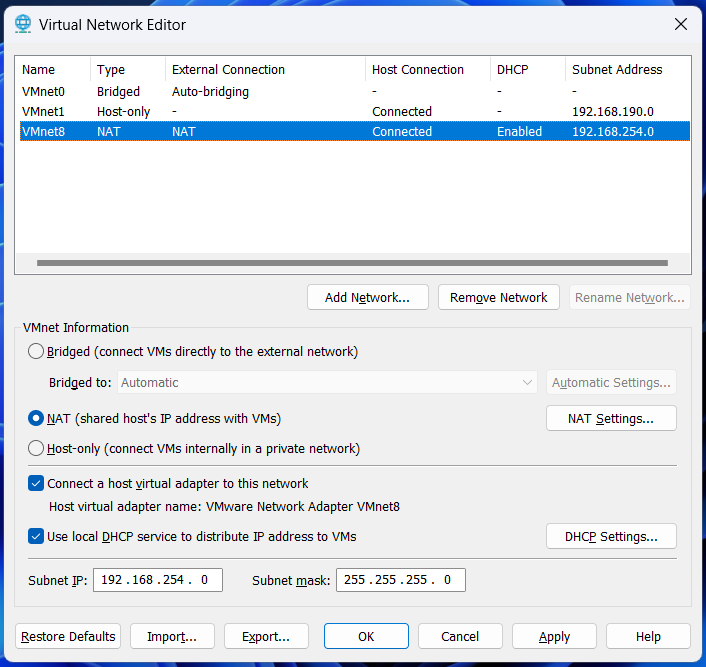 Virtual Network Editor
Name Type External Connection Host Connection DHCP Subnet Address
VMnet0 Bridged Auto-bridging - - -
VMnet1 Host-only - Connected - 192.168.190.0
VMnet8 NAT NAT Connected Enabled 192.168.254.0
Add Network... Remove Network Rename Network...
VMnet Information
Bridged (connect VMs directly to the external network)
Bridged to: Automatic Automatic Settings...
NAT (shared host's IP address with VMs) NAT Settings...
Host-only (connect VMs internally in a private network)
Connect a host virtual adapter to this network
Host virtual adapter name: VMware Network Adapter VMnet8
Use local DHCP service to distribute IP address to VMs DHCP Settings...
Subnet IP: 192 . 168 . 254 . 0 Subnet mask: 255 . 255 . 255 . 0
Restore Defaults Import... Export... OK Cancel Apply Help